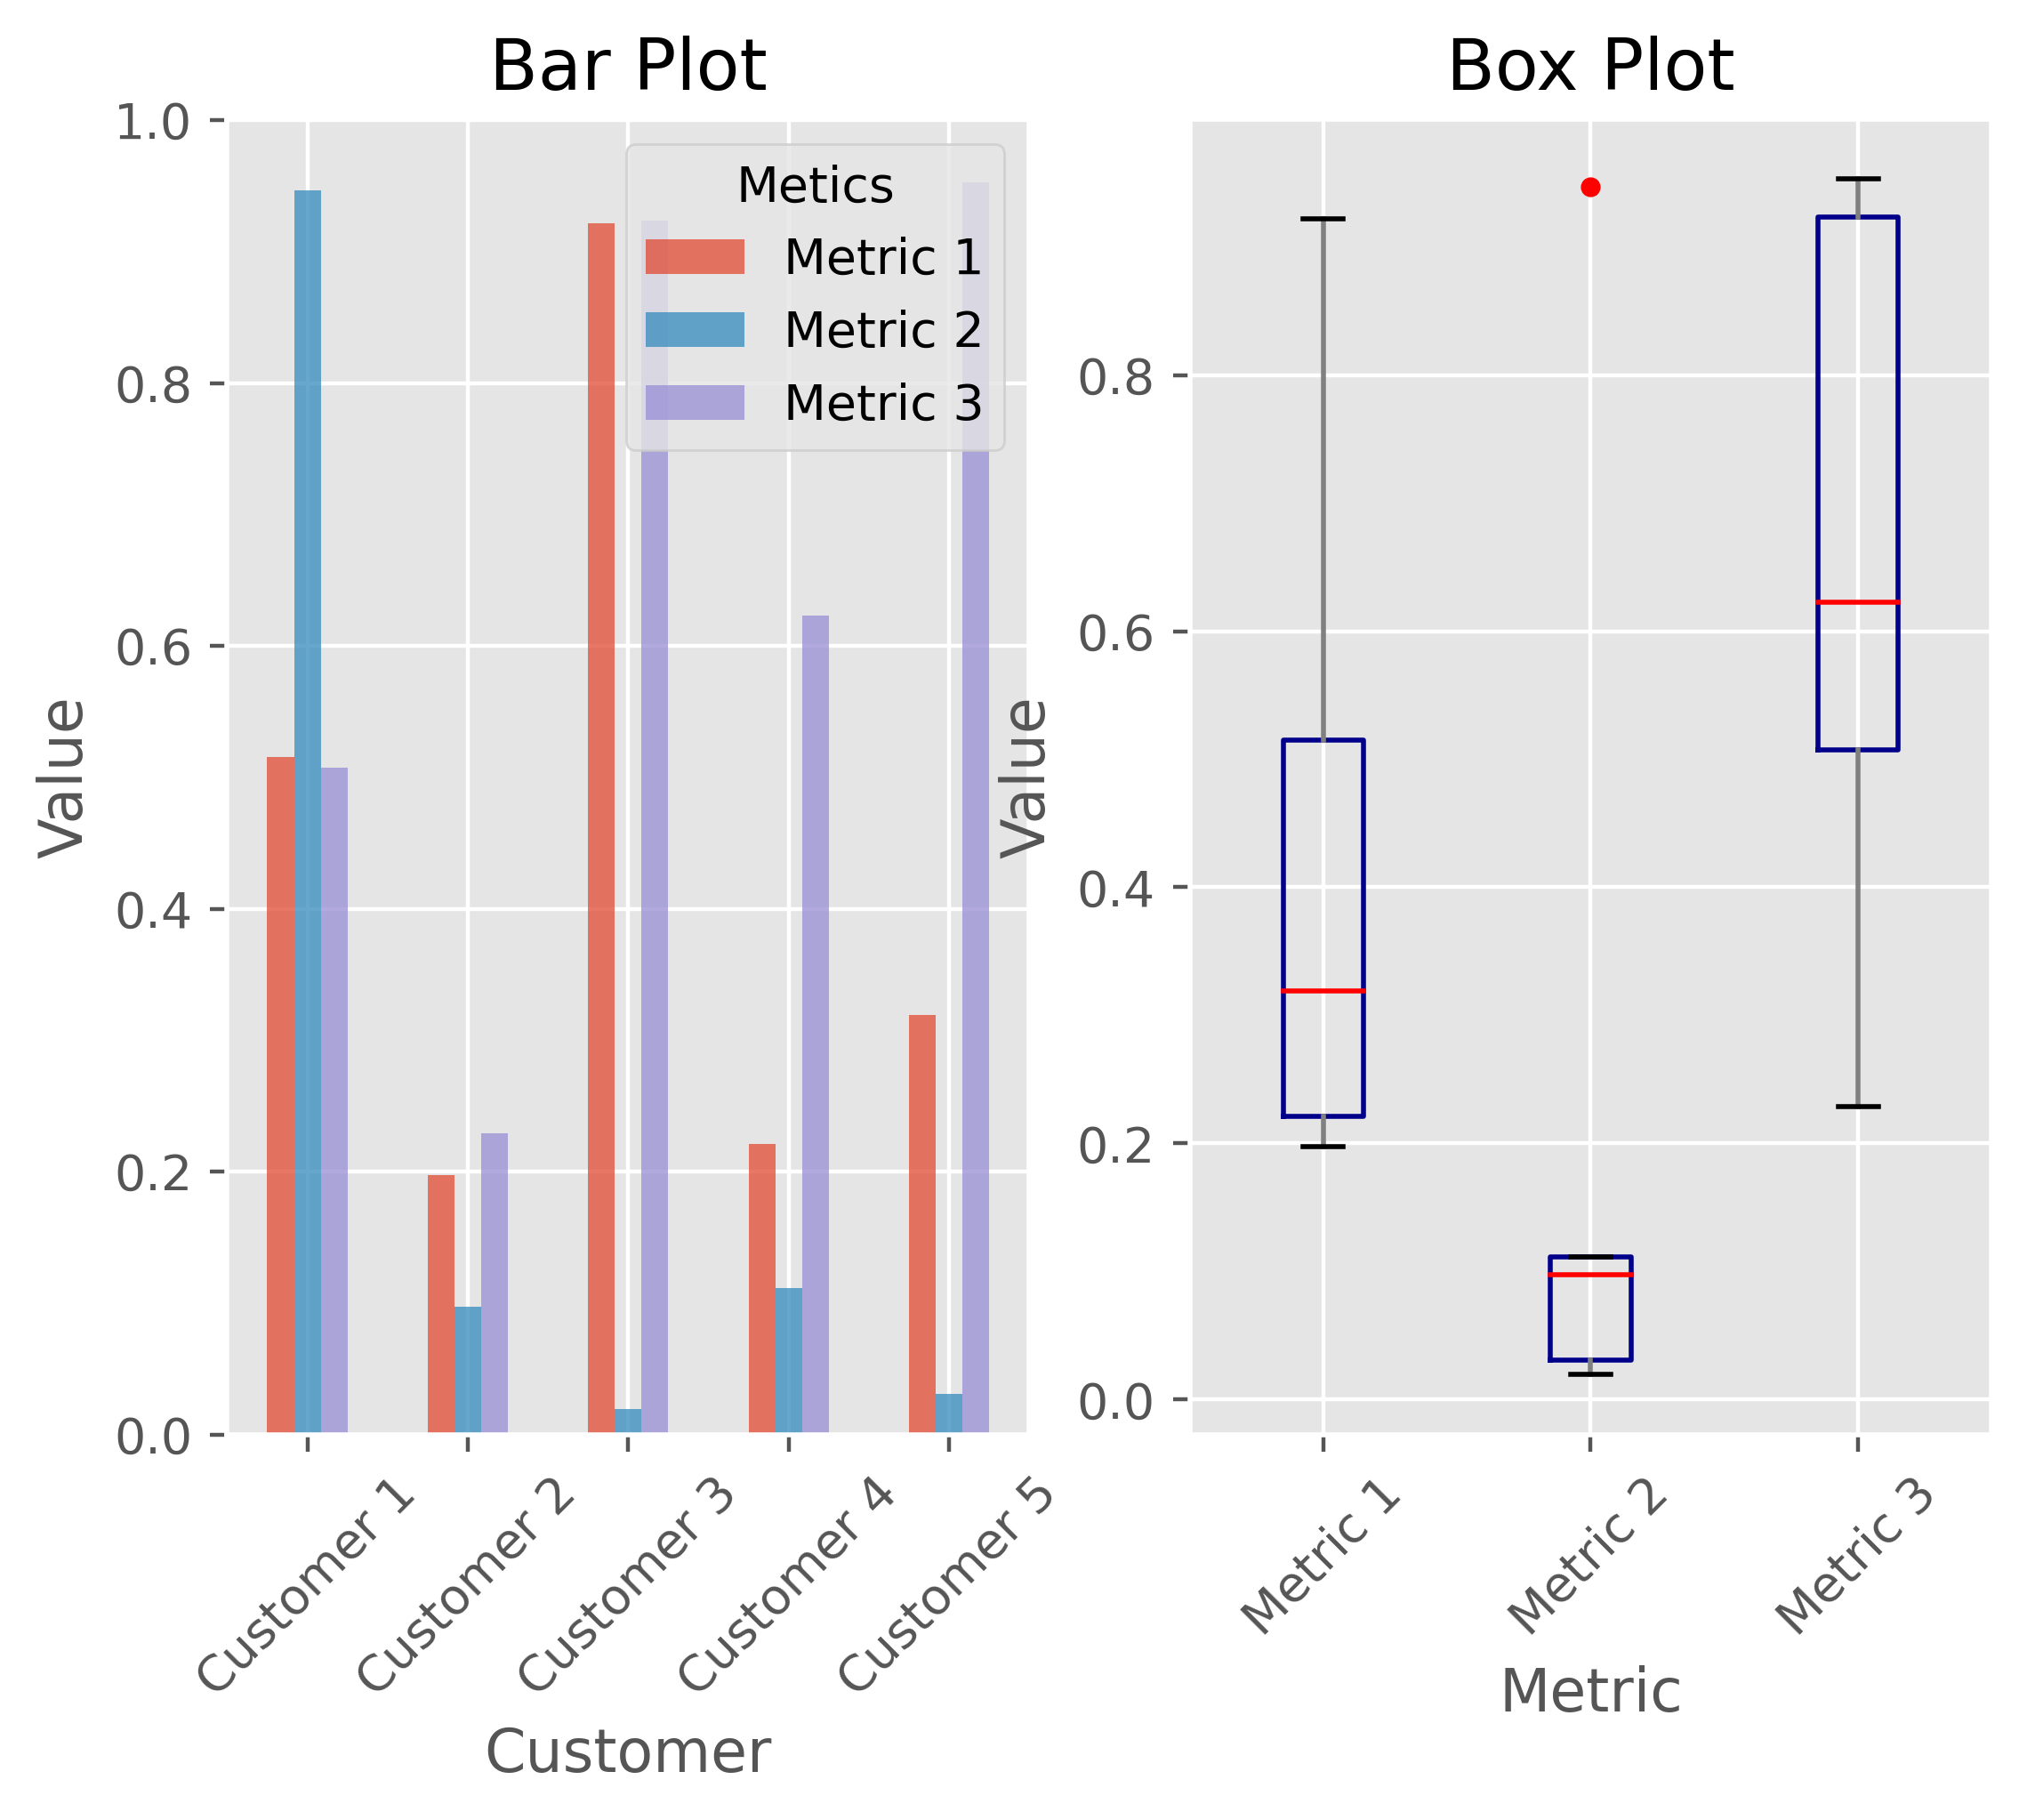 Bar Plot
1.0
0.8
0.6
0.4
0.2
0.0
Value
Metics
Metric 1
Metric 2
Metric 3
Customer 1
Customer 2
Customer 3
Customer 4
Customer 5
Customer
Box Plot
0.8
0.6
0.4
0.2
0.0
Value
Metric 1
Metric 2
Metric 3
Metric